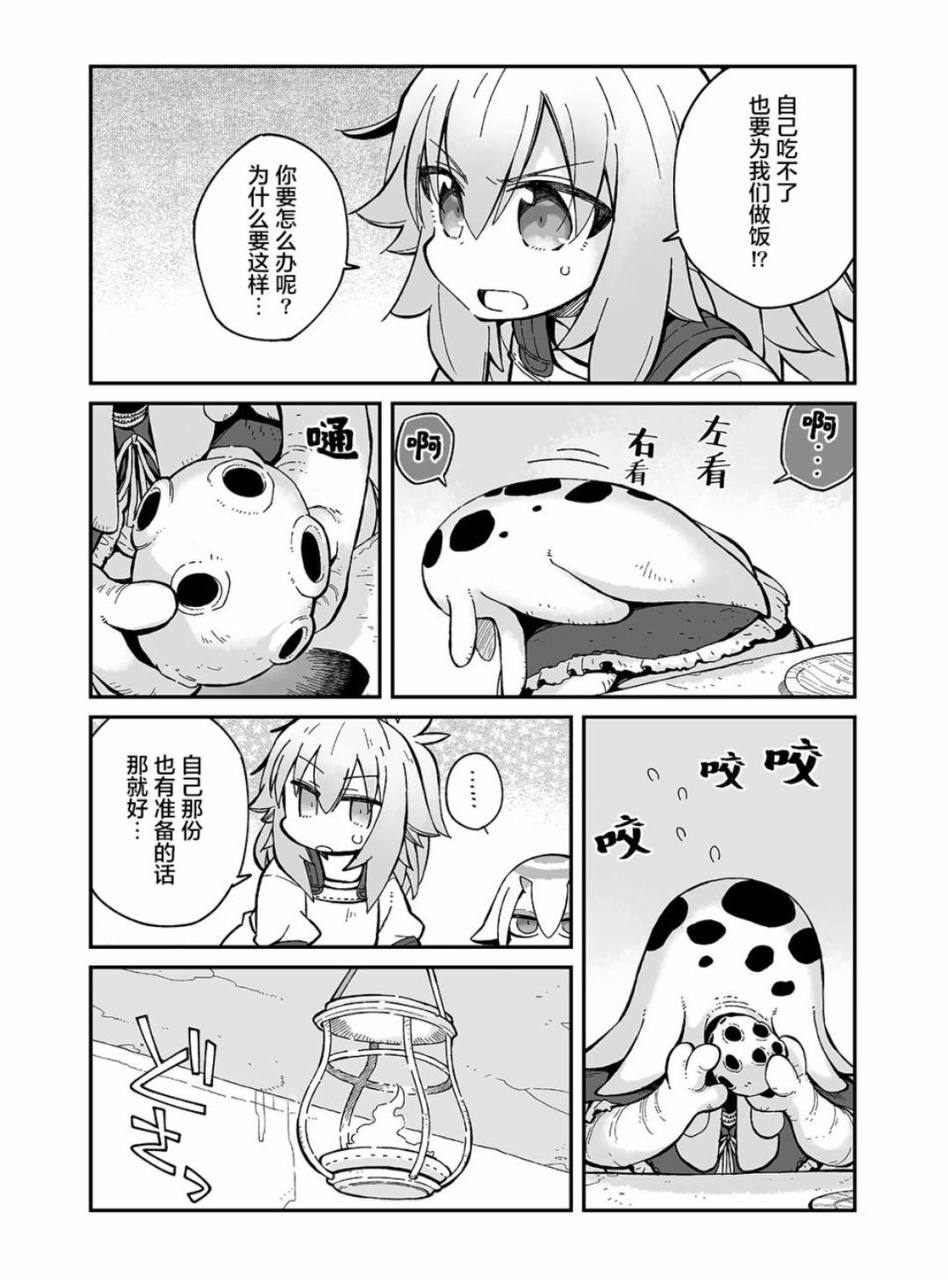 自己吃不了
也要为我们做饭!?
你要怎么办呢?
为什么要这样…
啊…
左看
右看
啊
嗵
咬
咬
咬
……
自己那份
也有准备的话
那就好…
どさっ